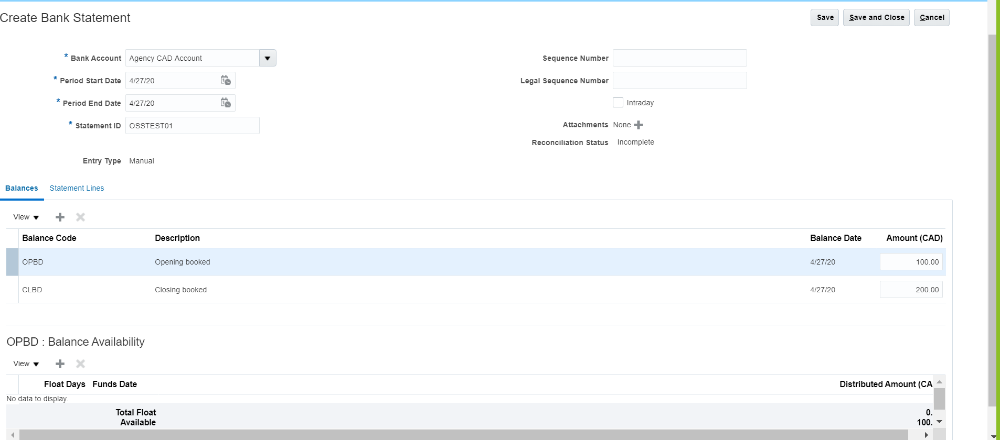 Create Bank Statement
Save
Save and Close
Cancel
* Bank Account Agency CAD Account
* Period Start Date 4/27/20
* Period End Date 4/27/20
* Statement ID OSSTEST01
Entry Type Manual
Sequence Number
Legal Sequence Number
Intraday
Attachments None
Reconciliation Status Incomplete
Balances Statement Lines
View
Balance Code Description Balance Date Amount (CAD)
OPBD Opening booked 4/27/20 100.00
CLBD Closing booked 4/27/20 200.00
OPBD : Balance Availability
View
Float Days Funds Date Distributed Amount (CA
No data to display.
Total Float 0.
Available 100.